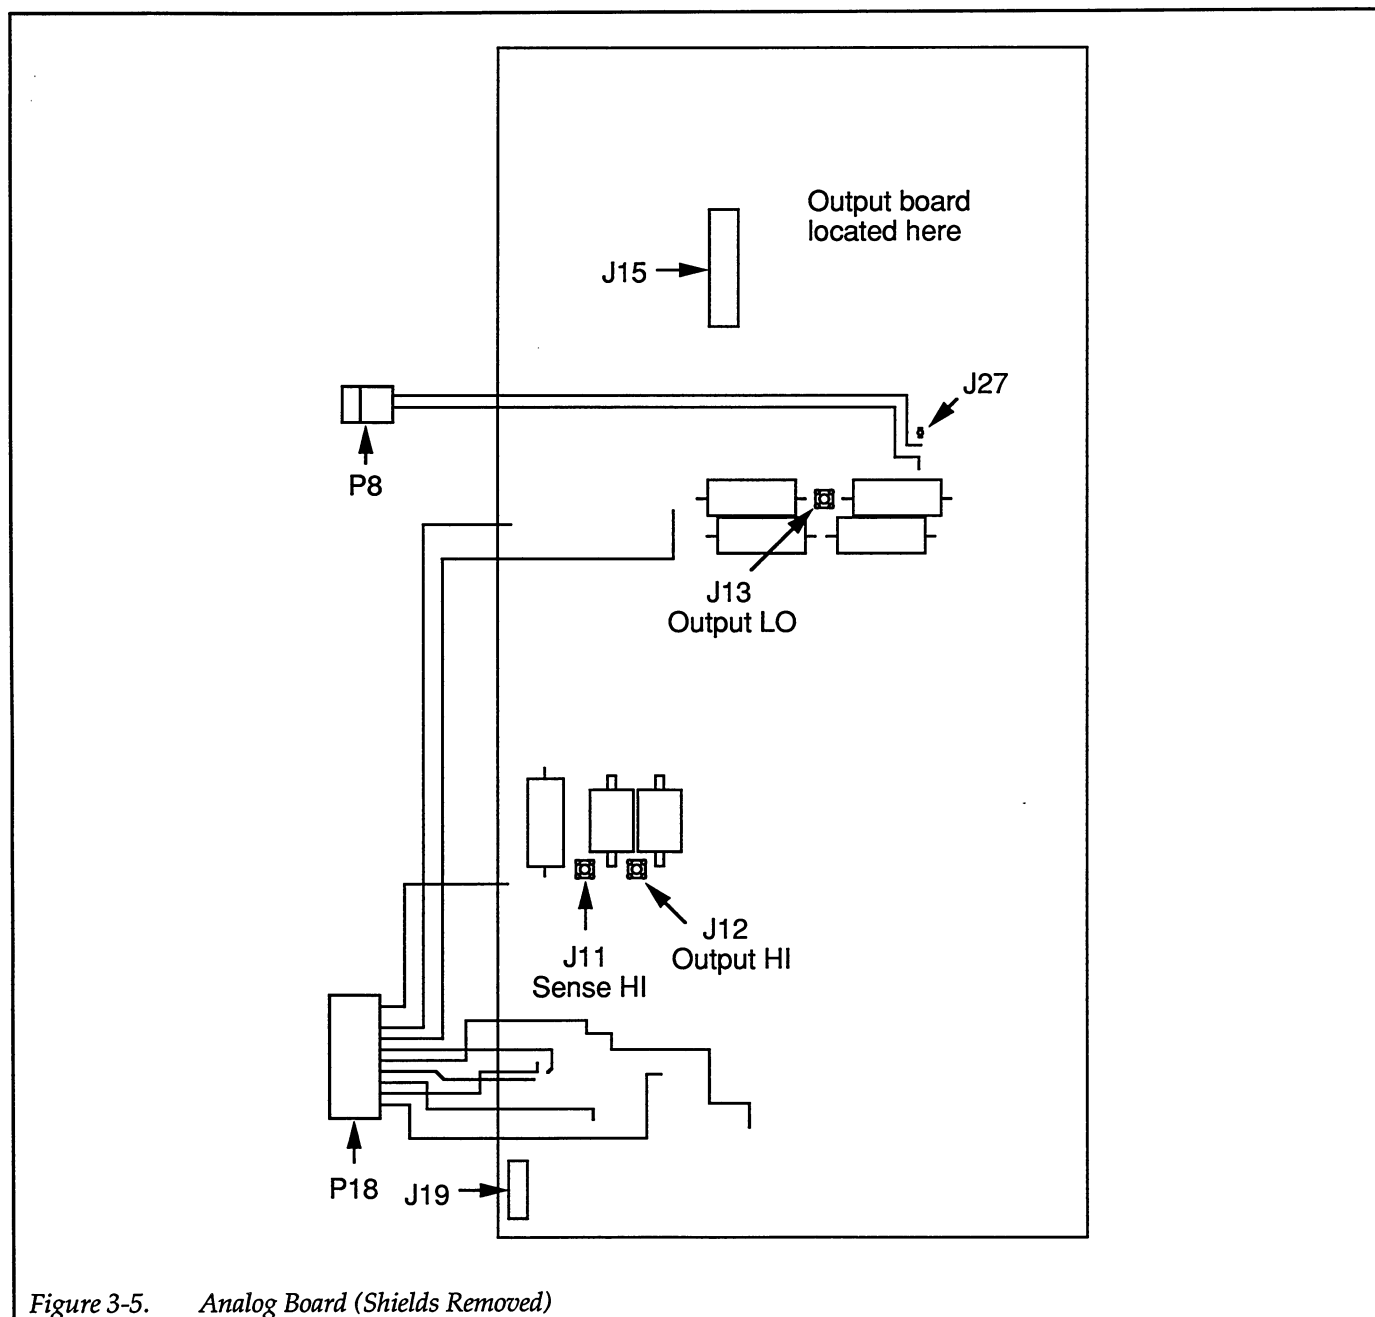 Output board
located here
J15
J27
P8
J13
Output LO
J12
Output HI
J11
Sense HI
P18
J19
Figure 3-5. Analog Board (Shields Removed)